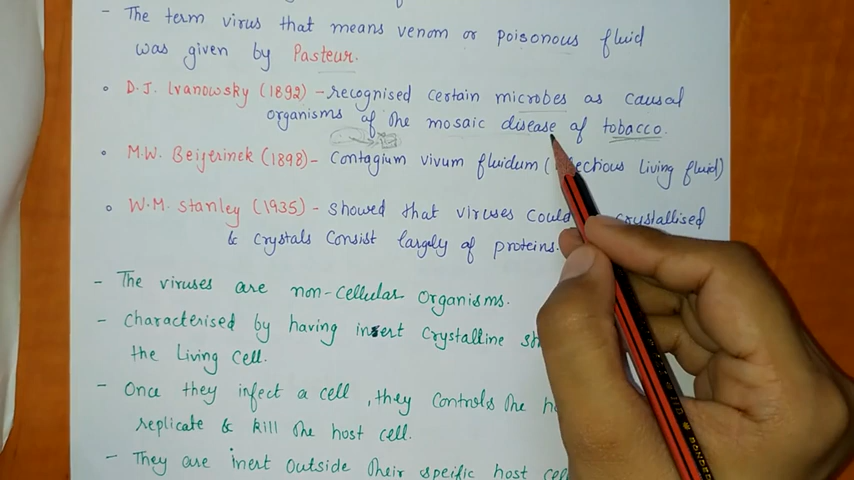 - The term virus that means venom or poisonous fluid
was given by Pasteur.
• D.J. Ivanowsky (1892) - recognised certain microbes as causal
organisms of the mosaic disease of tobacco.
• M.W. Beijerinek (1898) - Contagium vivum fluidum ( living fluid)
• W.M. Stanley (1935) - Showed that viruses could crystallised
& crystals consist largely of proteins.
- The viruses are non-cellular organisms.
- Characterised by having inert crystalline
the living cell.
- Once they infect a cell, they controls the
replicate & kill the host cell.
- They are inert outside their specific host